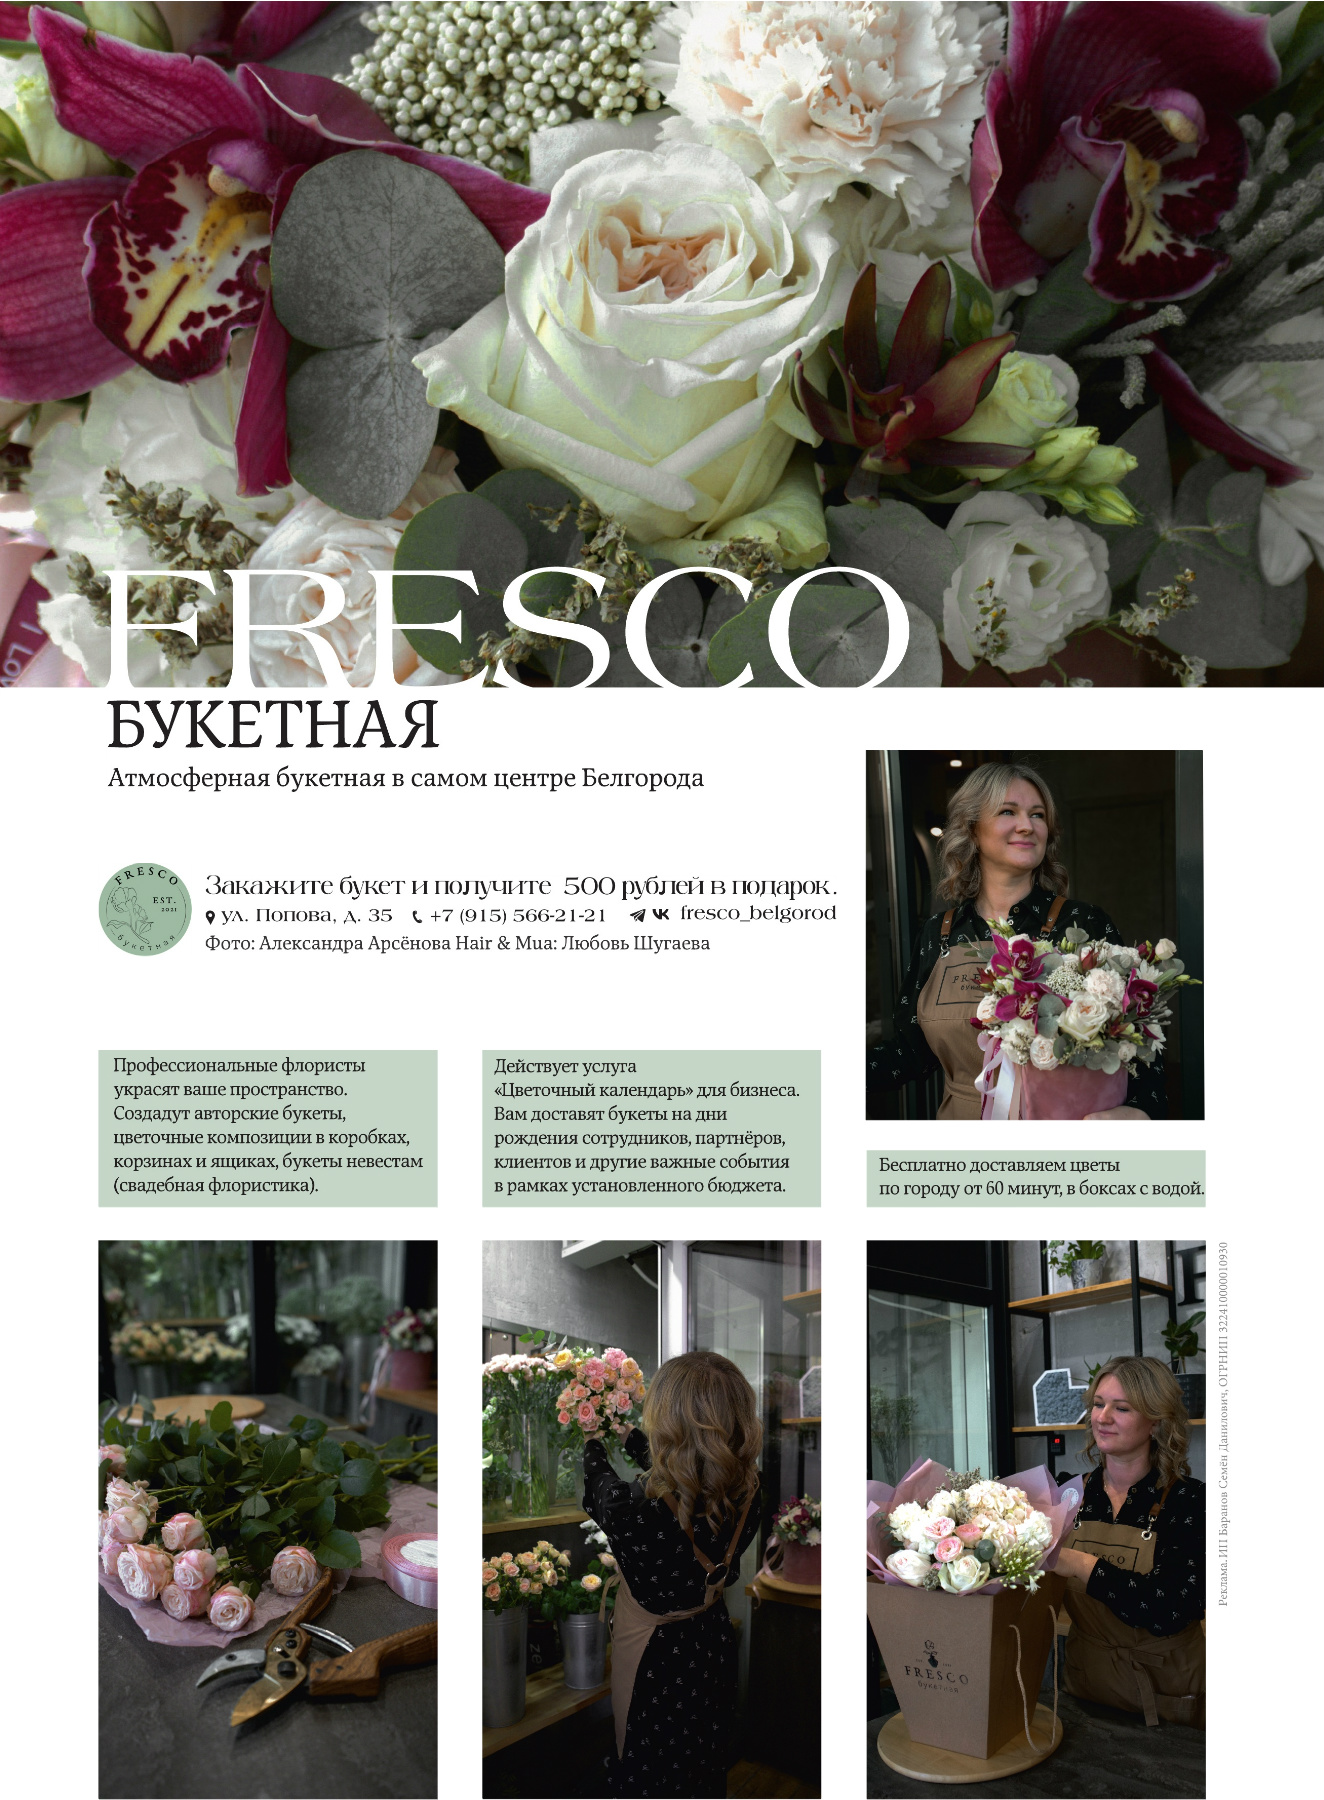 FRESCO
БУКЕТНАЯ
Атмосферная букетная в самом центре Белгорода
FRESCO
EST.
2021
букетная
Закажите букет и получите 500 рублей в подарок.
ул. Попова, д. 35 +7 (915) 566-21-21 fresco_belgorod
Фото: Александра Арсёнова Hair & Mua: Любовь Шугаева
Профессиональные флористы
украсят ваше пространство.
Создадут авторские букеты,
цветочные композиции в коробках,
корзинах и ящиках, букеты невестам
(свадебная флористика).
Действует услуга
«Цветочный календарь» для бизнеса.
Вам доставят букеты на дни
рождения сотрудников, партнёров,
клиентов и другие важные события
в рамках установленного бюджета.
Бесплатно доставляем цветы
по городу от 60 минут, в боксах с водой.
FRESCO
букетная
Реклама. ИП Баранов Семён Данилович, ОГРНИП 322410000010930